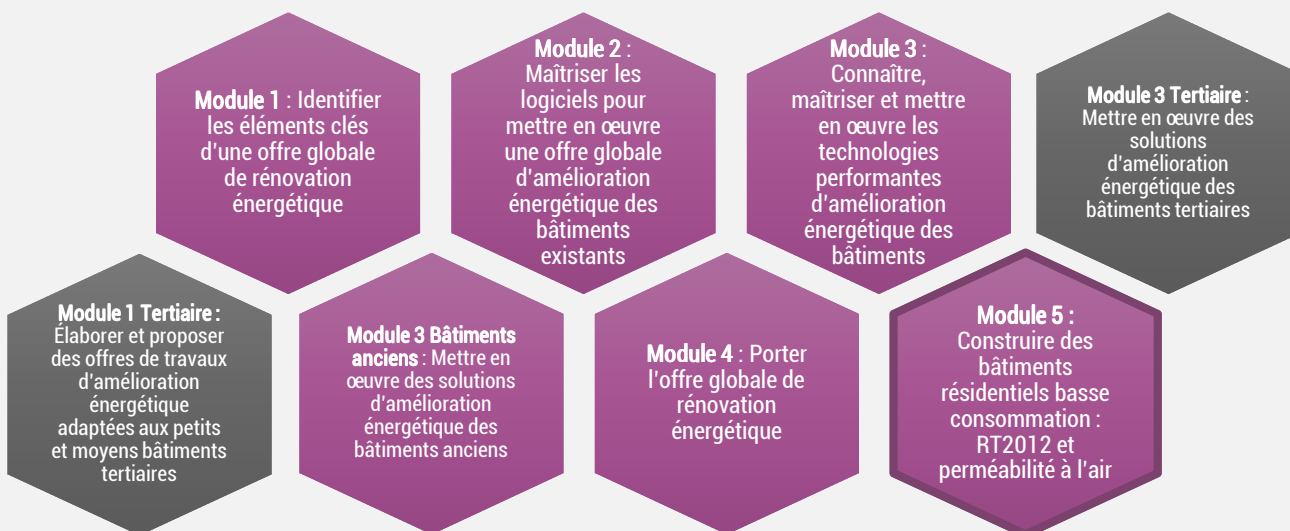 Module 1 : Identifier
les éléments clés
d'une offre globale
de rénovation
énergétique
Module 2 :
Maîtriser les
logiciels pour
mettre en œuvre
une offre globale
d'amélioration
énergétique des
bâtiments
existants
Module 3 :
Connaître,
maîtriser et mettre
en œuvre les
technologies
performantes
d'amélioration
énergétique des
bâtiments
Module 3 Tertiaire :
Mettre en œuvre des
solutions
d'amélioration
énergétique des
bâtiments tertiaires
Module 1 Tertiaire :
Élaborer et proposer
des offres de travaux
d'amélioration
énergétique
adaptées aux petits
et moyens bâtiments
tertiaires
Module 3 Bâtiments
anciens : Mettre en
œuvre des solutions
d'amélioration
énergétique des
bâtiments anciens
Module 4 : Porter
l'offre globale de
rénovation
énergétique
Module 5 :
Construire des
bâtiments
résidentiels basse
consommation :
RT2012 et
perméabilité à l'air